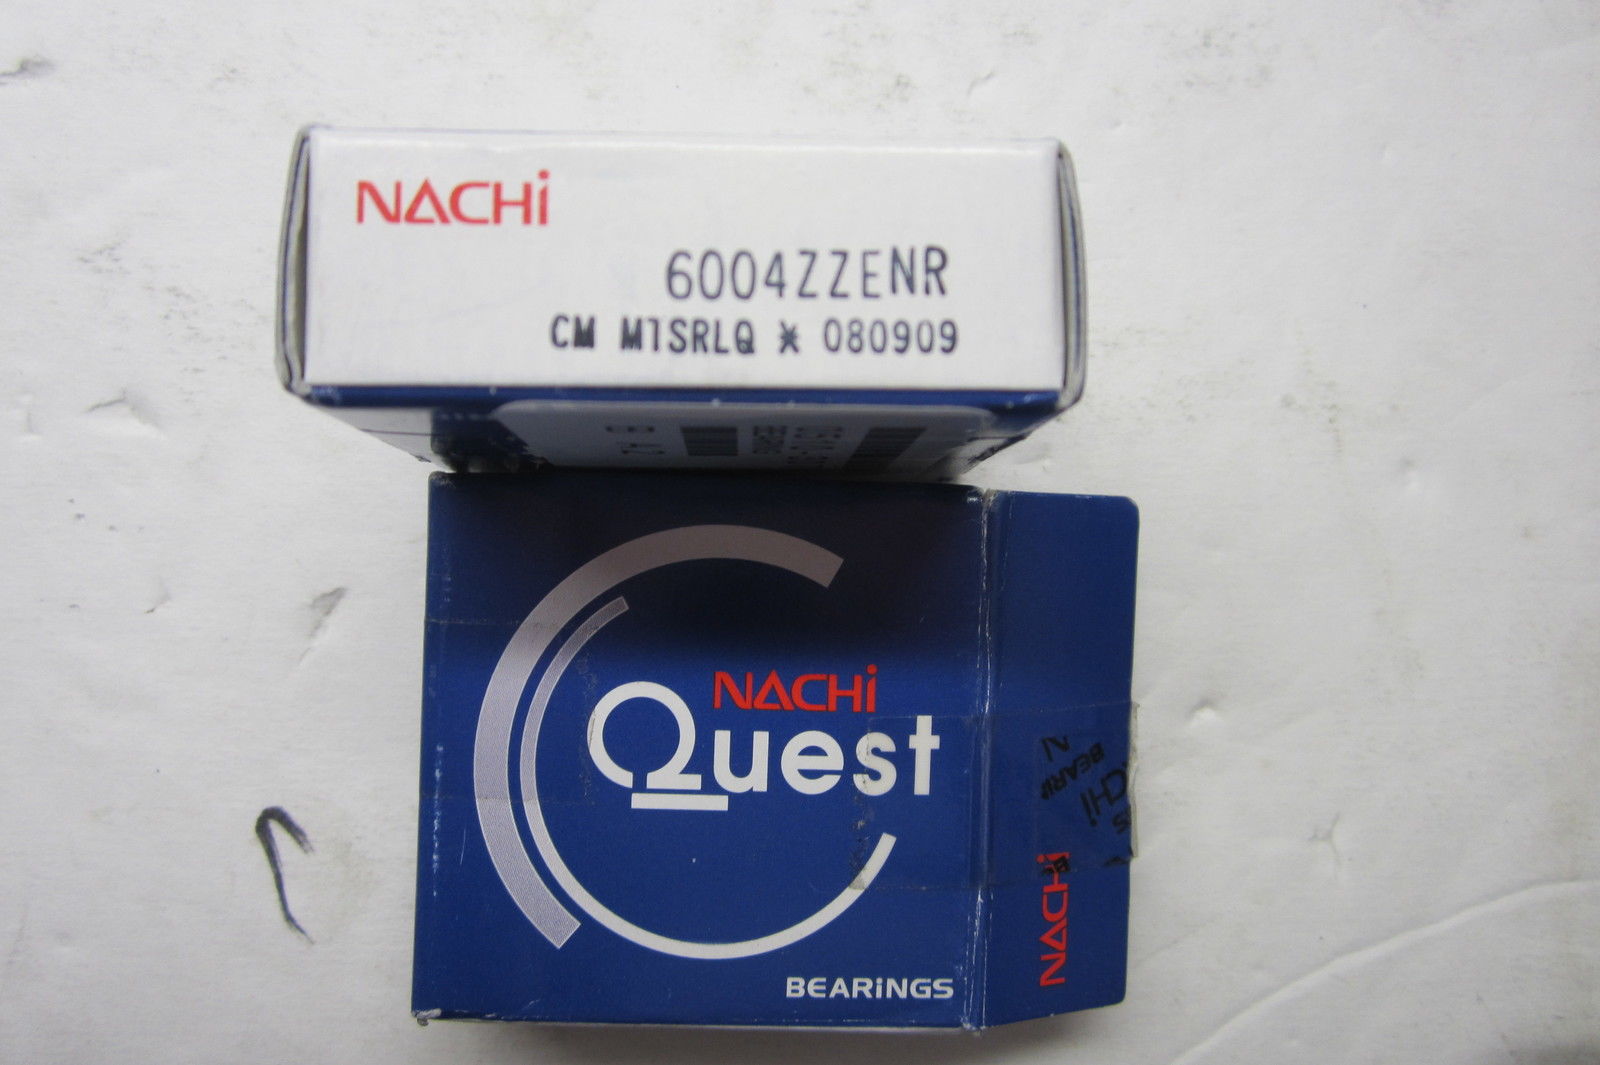 NACHi
6004ZZENR
CM M1SRLQ * 080909
NACHi
Quest
BEARiNGS
NACHi